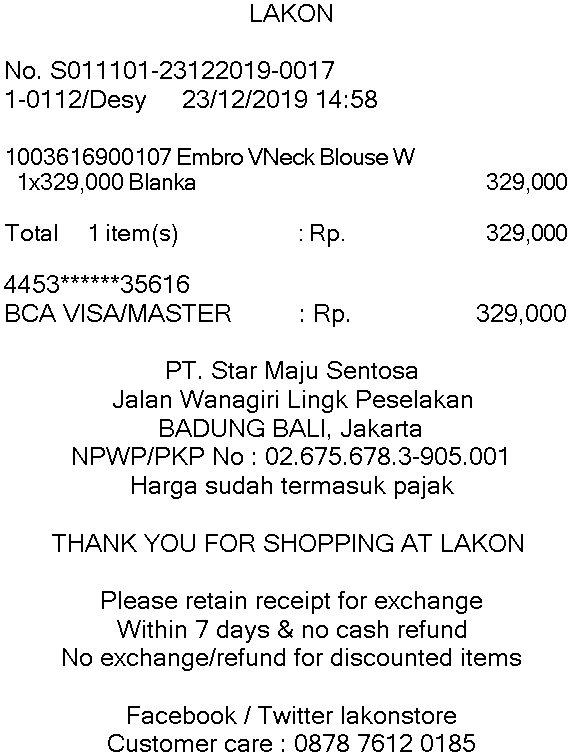 LAKON
No. S011101-23122019-0017
1-0112/Desy 23/12/2019 14:58
1003616900107 Embro VNeck Blouse W
1x329,000 Blanka 329,000
Total 1 item(s) : Rp. 329,000
4453******35616
BCA VISA/MASTER : Rp. 329,000
PT. Star Maju Sentosa
Jalan Wanagiri Lingk Peselakan
BADUNG BALI, Jakarta
NPWP/PKP No : 02.675.678.3-905.001
Harga sudah termasuk pajak
THANK YOU FOR SHOPPING AT LAKON
Please retain receipt for exchange
Within 7 days & no cash refund
No exchange/refund for discounted items
Facebook / Twitter lakonstore
Customer care : 0878 7612 0185